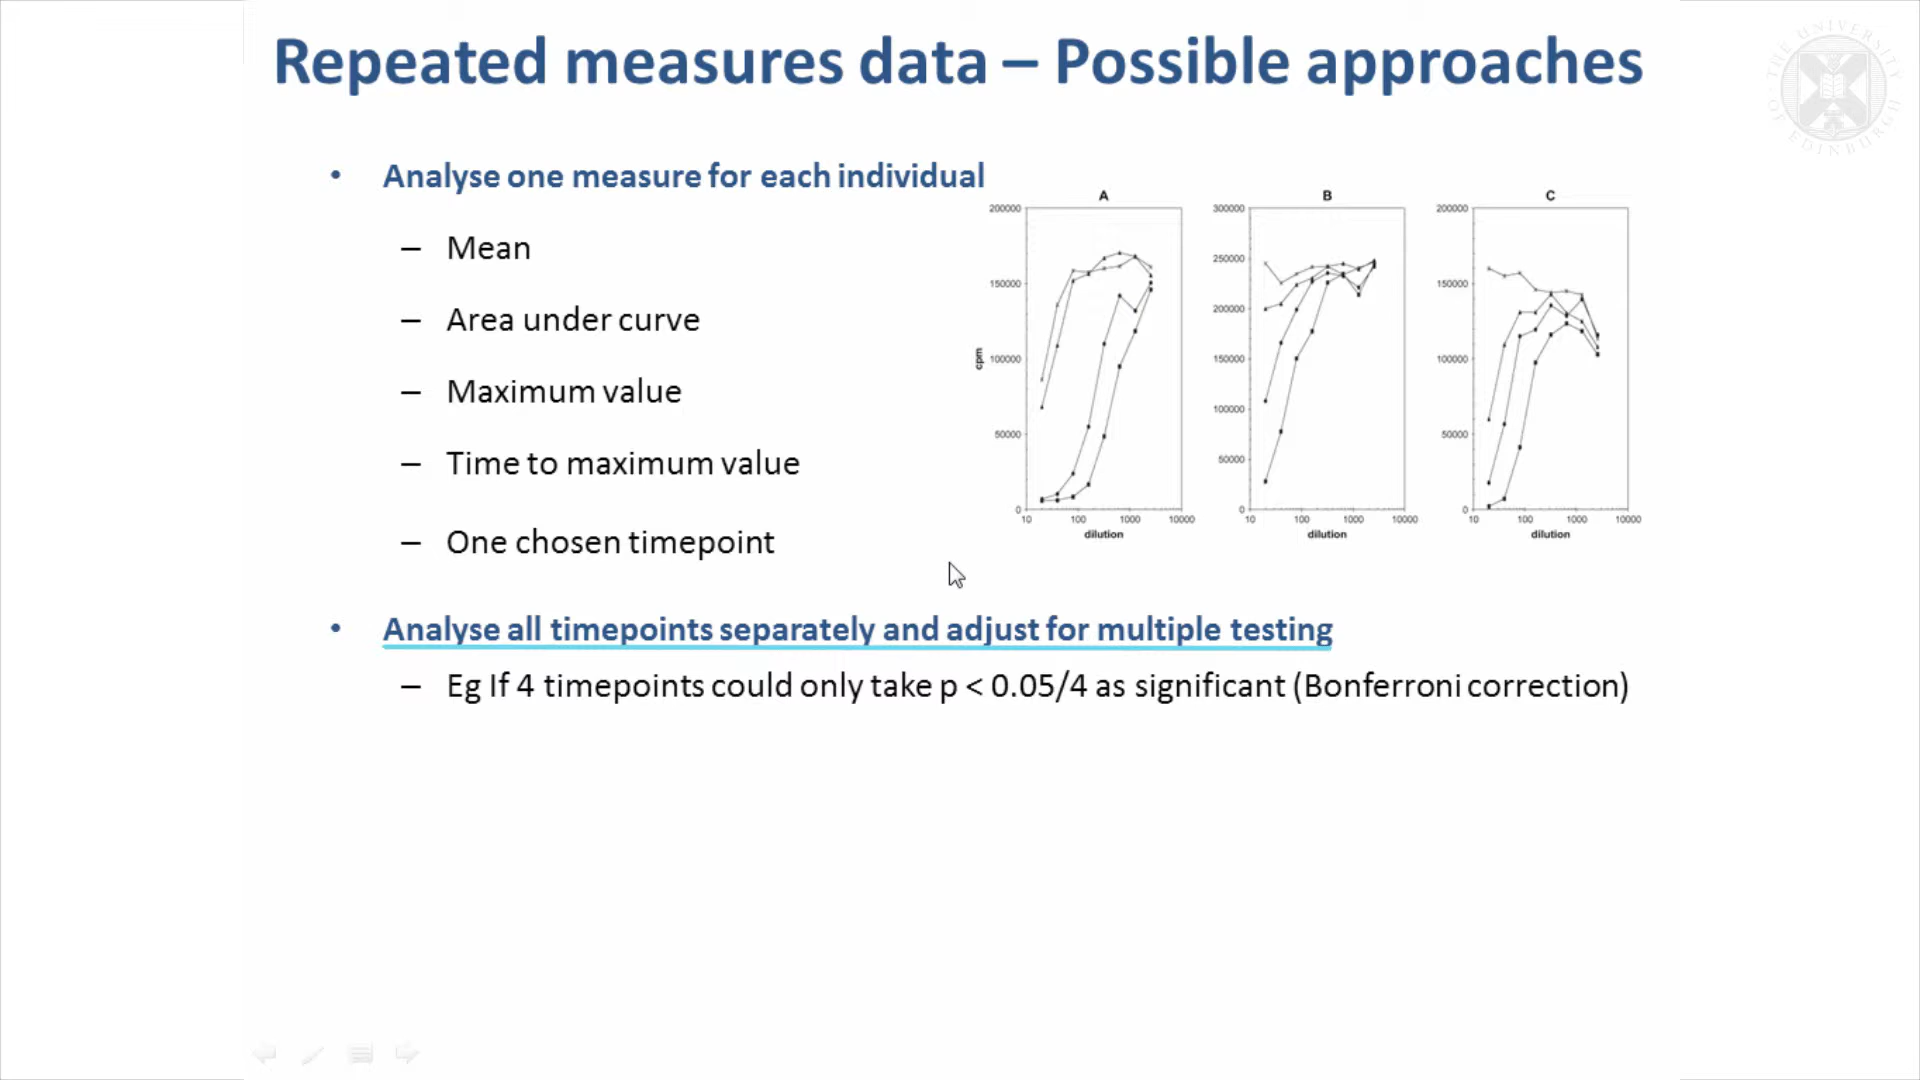 Repeated measures data – Possible approaches
THE UNIVERSITY OF EDINBURGH
• Analyse one measure for each individual
– Mean
– Area under curve
– Maximum value
– Time to maximum value
– One chosen timepoint
A
200000
150000
100000
50000
0
cpm
10 100 1000 10000
dilution
B
300000
250000
200000
150000
100000
50000
0
10 100 1000 10000
dilution
C
200000
150000
100000
50000
0
10 100 1000 10000
dilution
• Analyse all timepoints separately and adjust for multiple testing
– Eg If 4 timepoints could only take p < 0.05/4 as significant (Bonferroni correction)